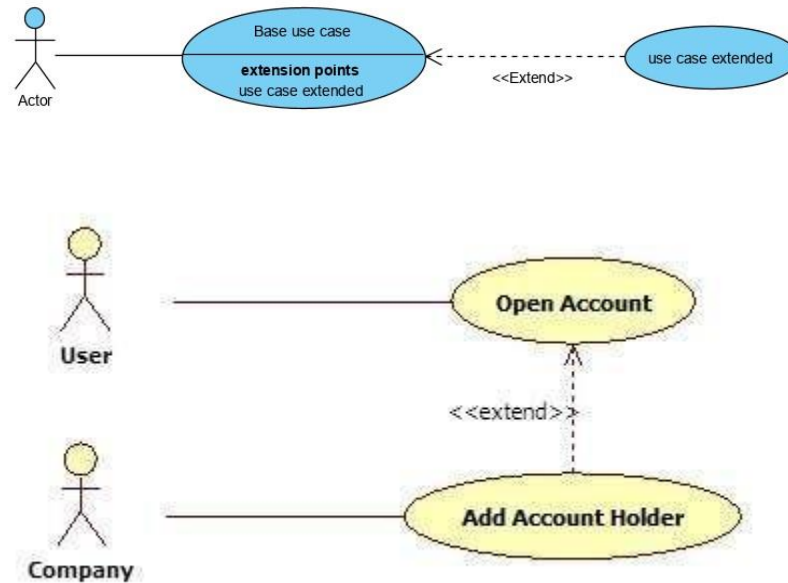 Base use case
extension points
use case extended
<<Extend>>
use case extended
Actor
Open Account
User
<<extend>>
Add Account Holder
Company